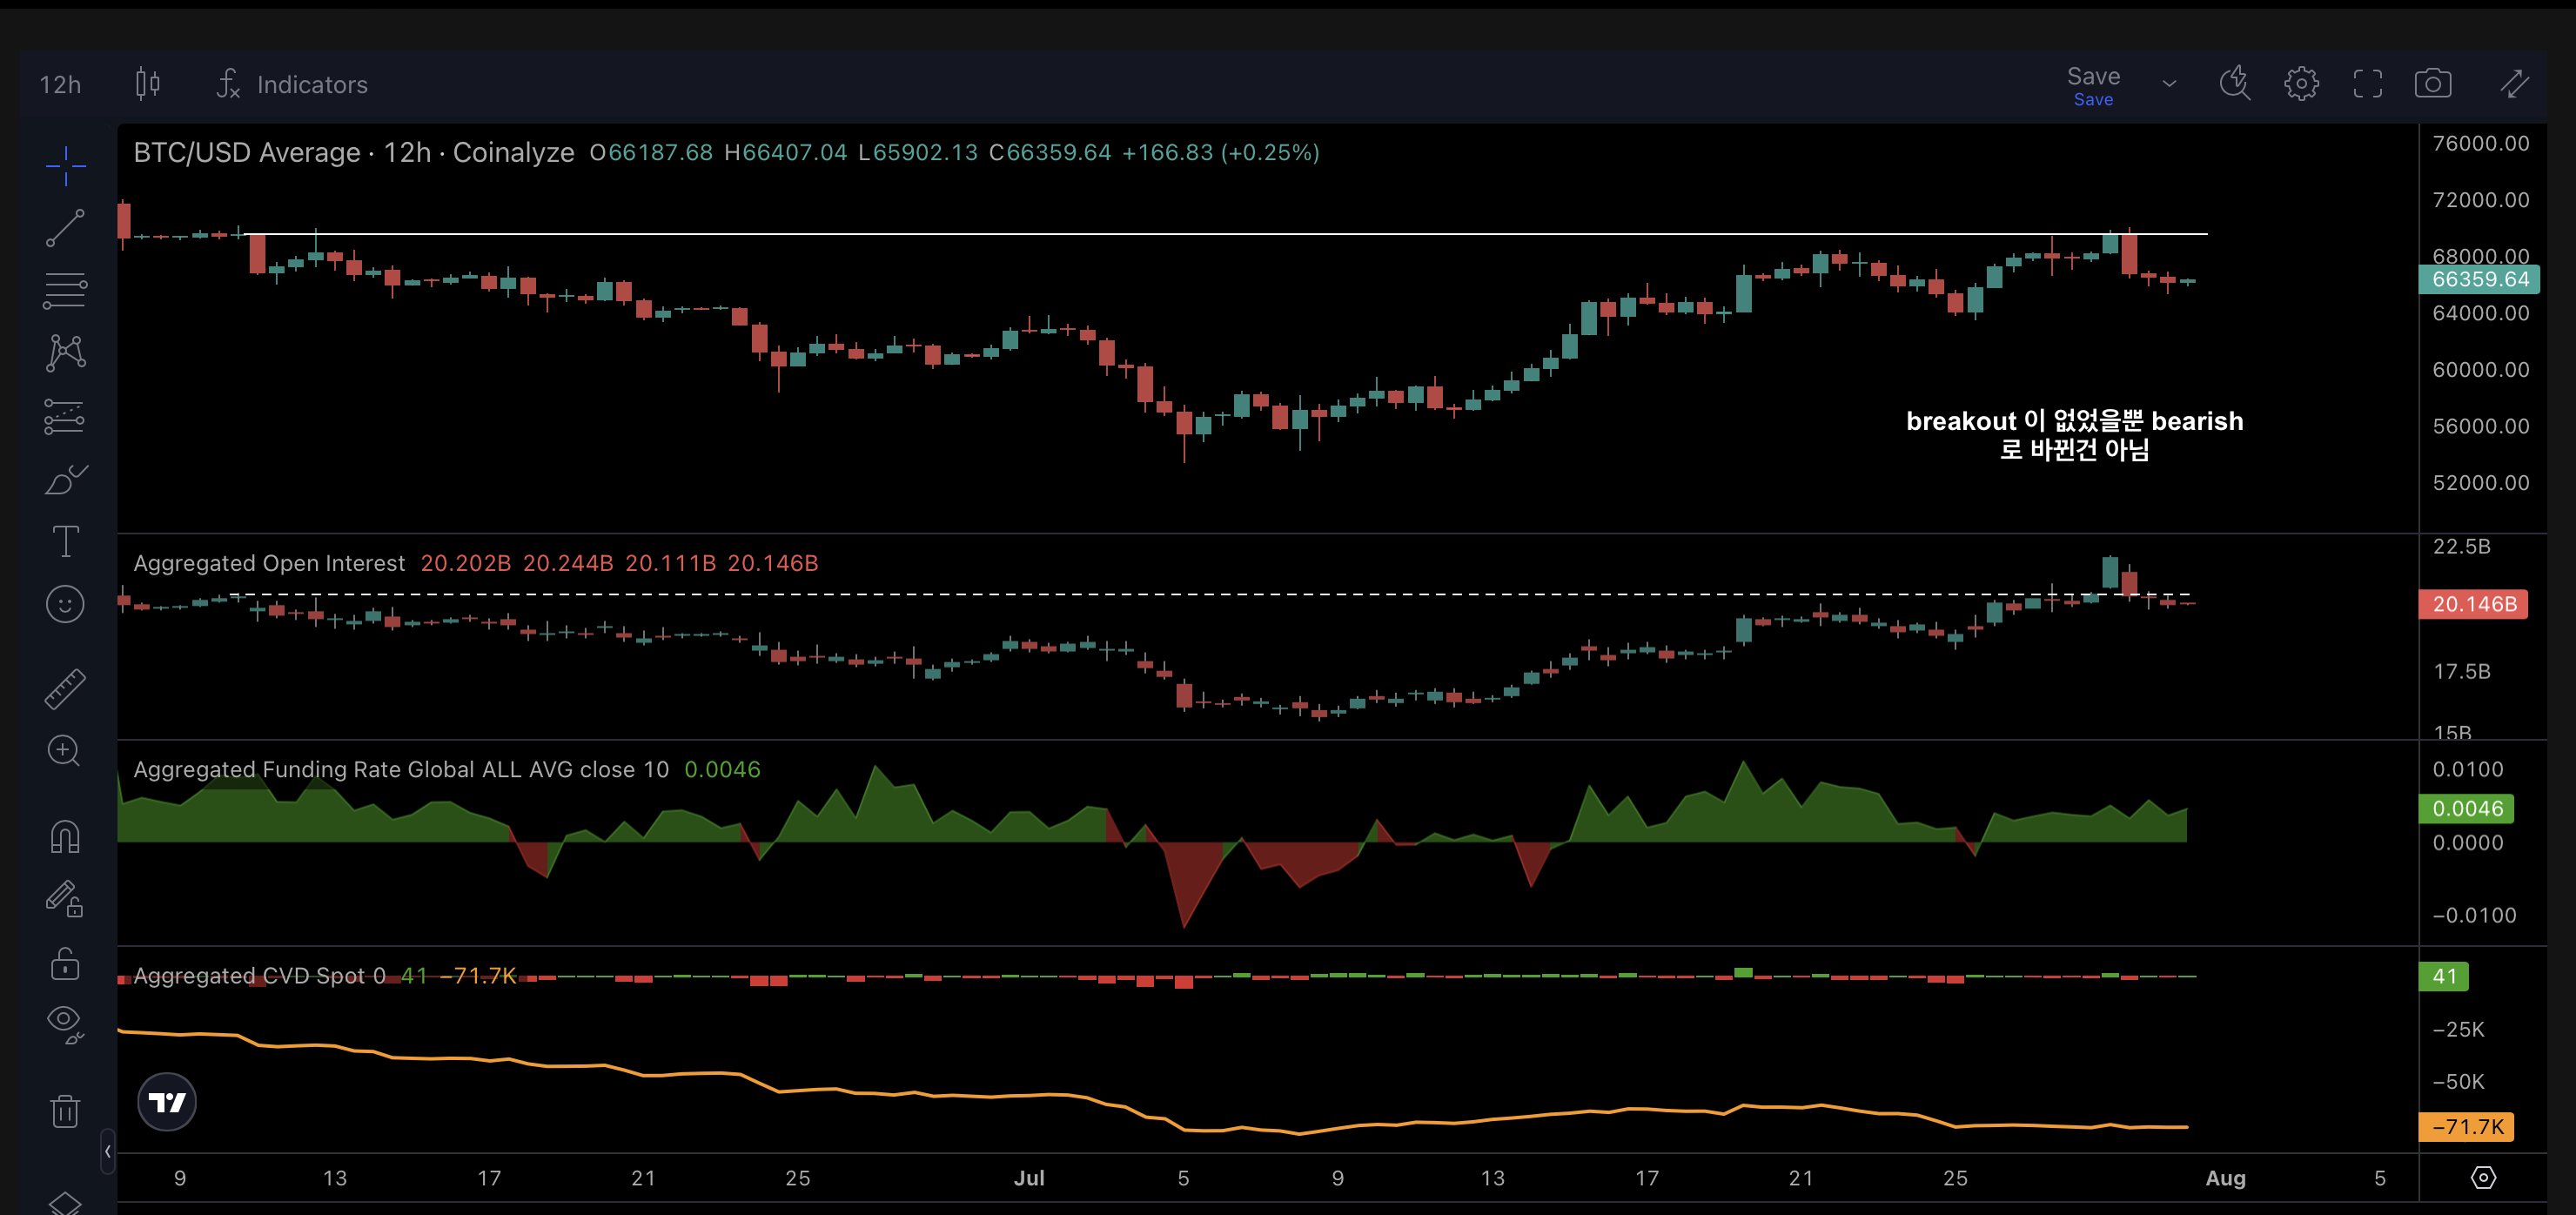 12h
Indicators
Save
Save
BTC/USD Average · 12h · Coinalyze O66187.68 H66407.04 L65902.13 C66359.64 +166.83 (+0.25%)
76000.00
72000.00
68000.00
66359.64
64000.00
60000.00
56000.00
52000.00
breakout 이 없었을뿐 bearish
로 바뀐건 아님
Aggregated Open Interest 20.202B 20.244B 20.111B 20.146B
22.5B
20.146B
17.5B
15B
Aggregated Funding Rate Global ALL AVG close 10 0.0046
0.0100
0.0046
0.0000
−0.0100
Aggregated CVD Spot 0 41 −71.7K
41
−25K
−50K
−71.7K
9 13 17 21 25 Jul 5 9 13 17 21 25 Aug 5